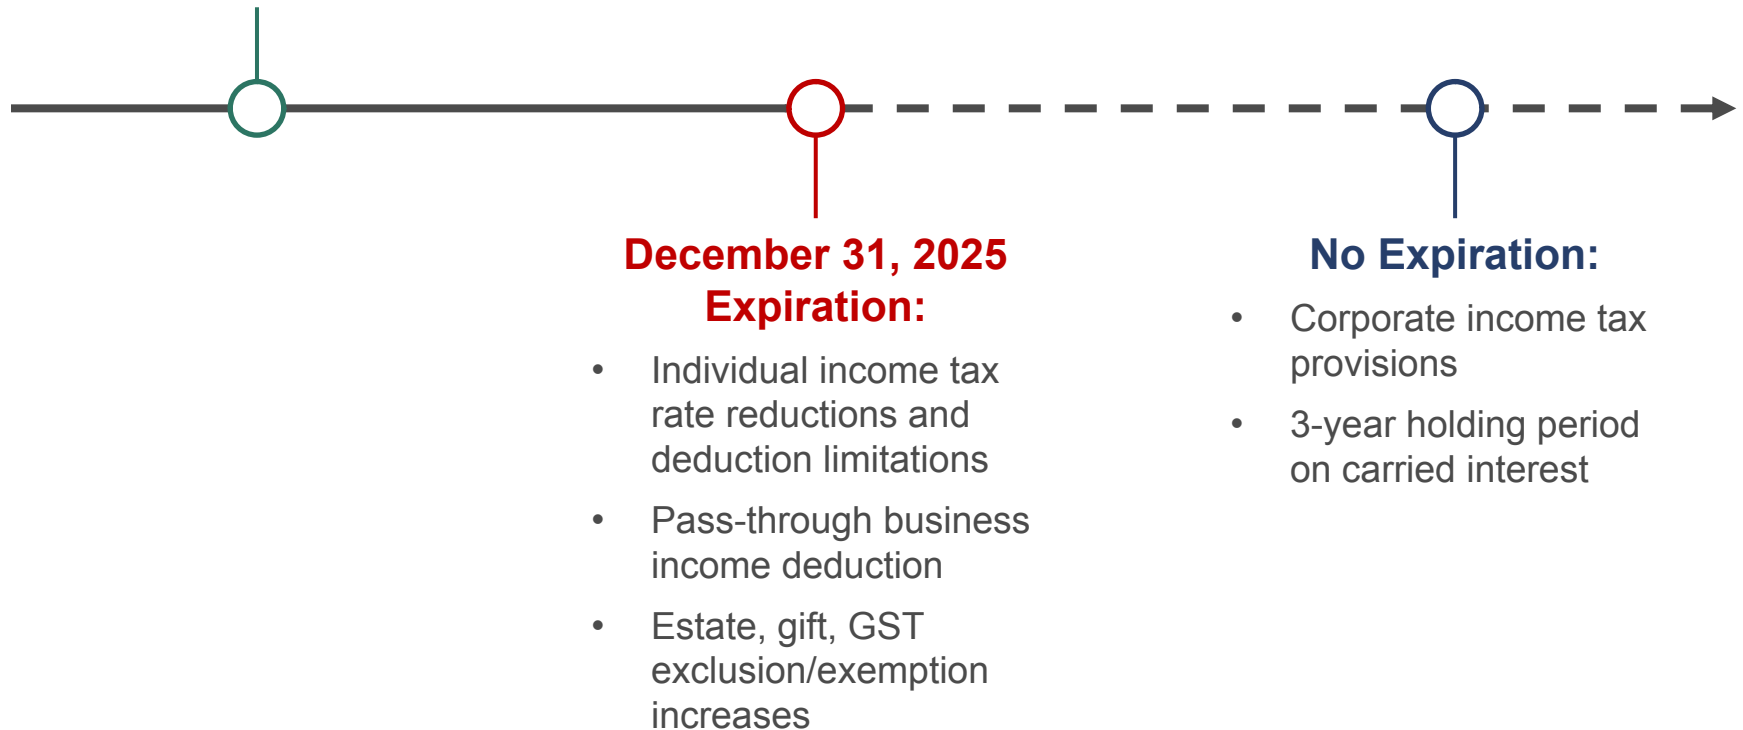 December 31, 2025
Expiration:
• Individual income tax
rate reductions and
deduction limitations
• Pass-through business
income deduction
• Estate, gift, GST
exclusion/exemption
increases
No Expiration:
• Corporate income tax
provisions
• 3-year holding period
on carried interest